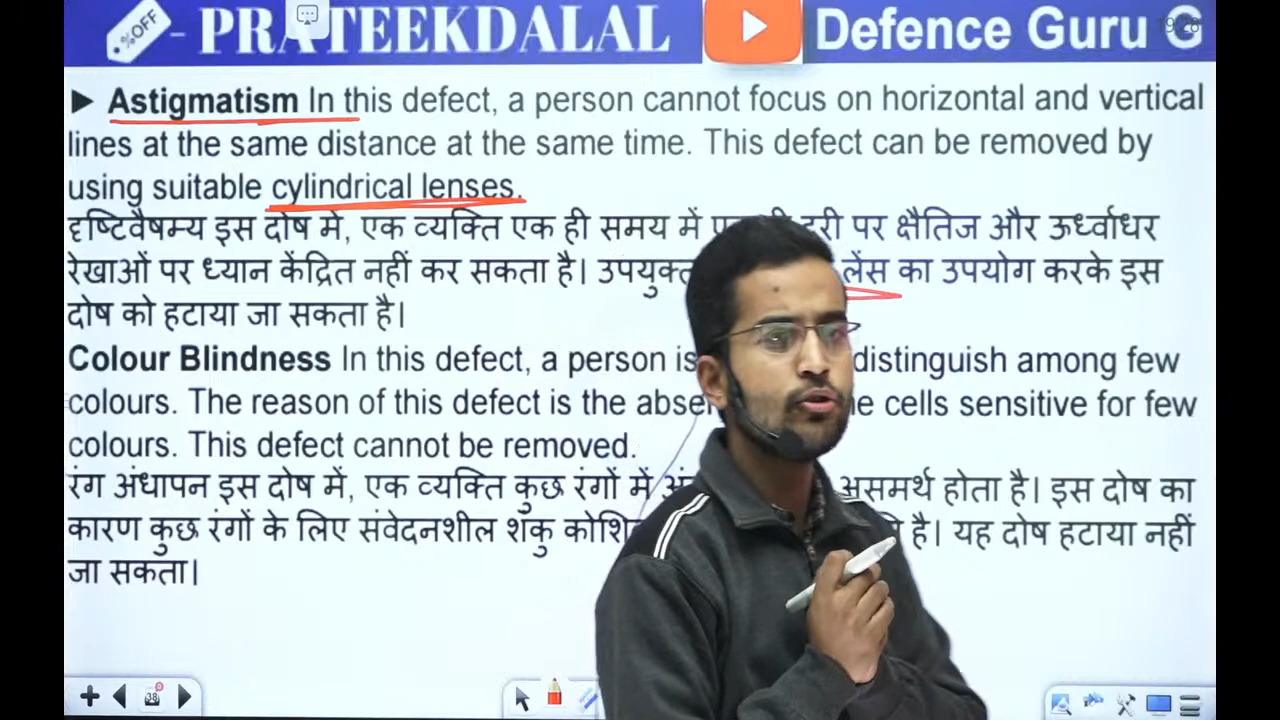 %OFF - PRATEEKDALAL Defence Guru G
19:28
► Astigmatism In this defect, a person cannot focus on horizontal and vertical
lines at the same distance at the same time. This defect can be removed by
using suitable cylindrical lenses.
दृष्टिवैषम्य इस दोष में, एक व्यक्ति एक ही समय में दूरी पर क्षैतिज और ऊर्ध्वाधर
रेखाओं पर ध्यान केंद्रित नहीं कर सकता है। लेंस का उपयोग करके इस
दोष को हटाया जा सकता है।
Colour Blindness In this defect, a person is distinguish among few
colours. The reason of this defect is the cells sensitive for few
colours. This defect cannot be removed.
रंग अंधापन इस दोष में, एक व्यक्ति कुछ रंगों में असमर्थ होता है। इस दोष का
कारण कुछ रंगों के लिए संवेदनशील शंकु है। यह दोष हटाया नहीं
जा सकता।
38